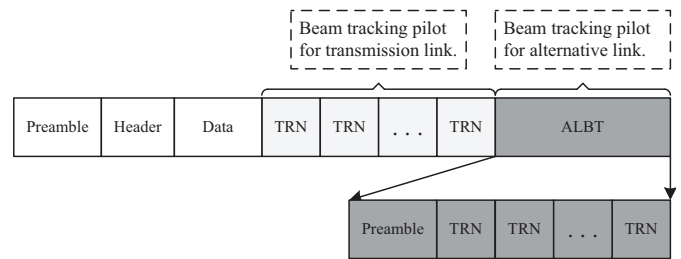 Beam tracking pilot
for transmission link.
Beam tracking pilot
for alternative link.
Preamble Header Data TRN TRN . . . TRN ALBT
Preamble TRN TRN . . . TRN